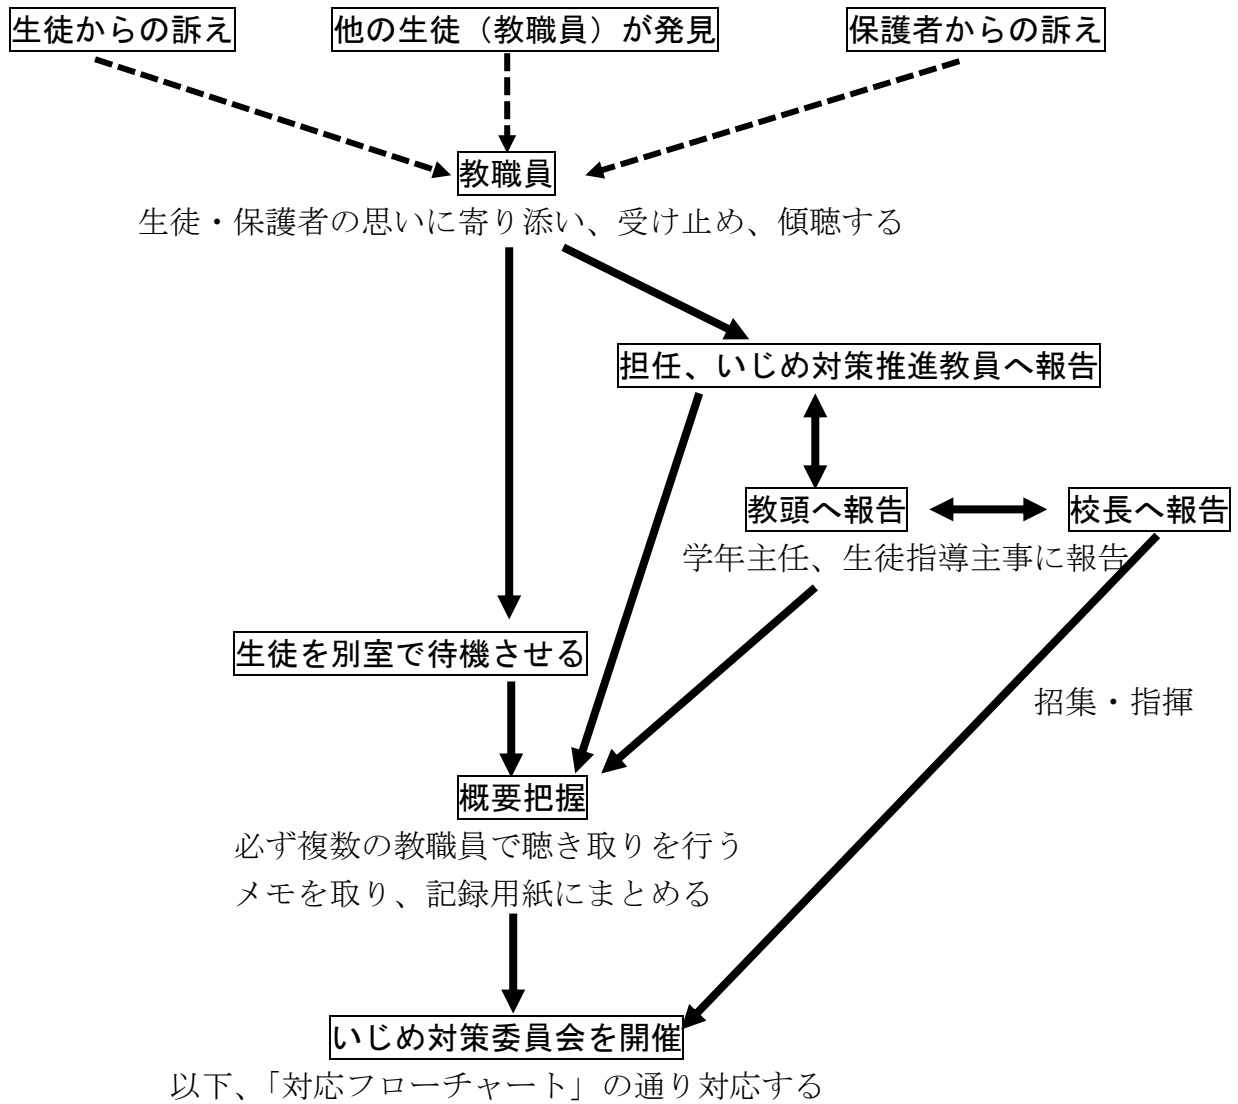 生徒からの訴え
他の生徒（教職員）が発見
保護者からの訴え
教職員
生徒・保護者の思いに寄り添い、受け止め、傾聴する
担任、いじめ対策推進教員へ報告
教頭へ報告
校長へ報告
学年主任、生徒指導主事に報告
生徒を別室で待機させる
招集・指揮
概要把握
必ず複数の教職員で聴き取りを行う
メモを取り、記録用紙にまとめる
いじめ対策委員会を開催
以下、「対応フローチャート」の通り対応する